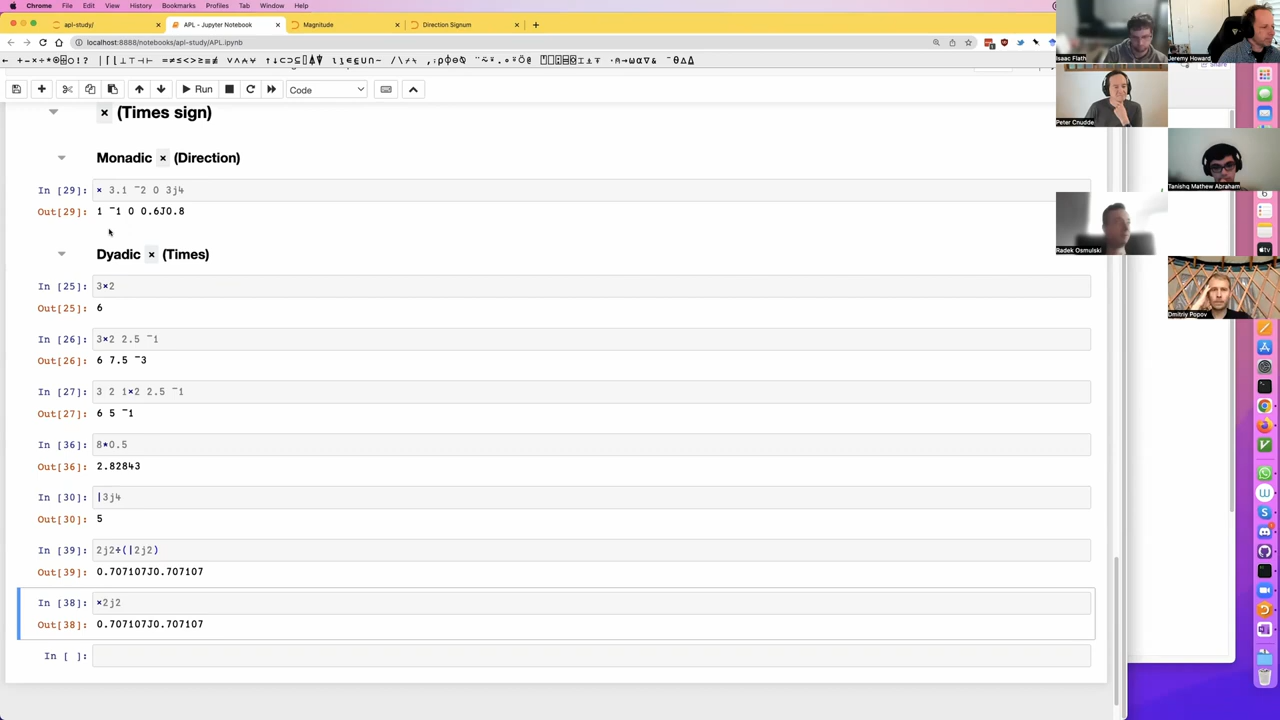 Chrome File Edit View History Bookmarks Profiles Tab Window Help
apl-study/
APL - Jupyter Notebook
Magnitude
Direction Signum
localhost:8888/notebooks/apl-study/APL.ipynb
Run
Code
× (Times sign)
Monadic × (Direction)
In [29]: × 3.1 ¯2 0 3j4
Out[29]: 1 ¯1 0 0.6J0.8
Dyadic × (Times)
In [25]: 3×2
Out[25]: 6
In [26]: 3×2 2.5 ¯1
Out[26]: 6 7.5 ¯3
In [27]: 3 2 1×2 2.5 ¯1
Out[27]: 6 5 ¯1
In [36]: 8*0.5
Out[36]: 2.82843
In [30]: |3j4
Out[30]: 5
In [39]: 2j2÷(|2j2)
Out[39]: 0.707107J0.707107
In [38]: ×2j2
Out[38]: 0.707107J0.707107
In [ ]:
Isaac Flath
Jeremy Howard
Peter Cnudde
Tanishq Mathew Abraham
Radek Osmulski
Dmitriy Popov
Share
tv